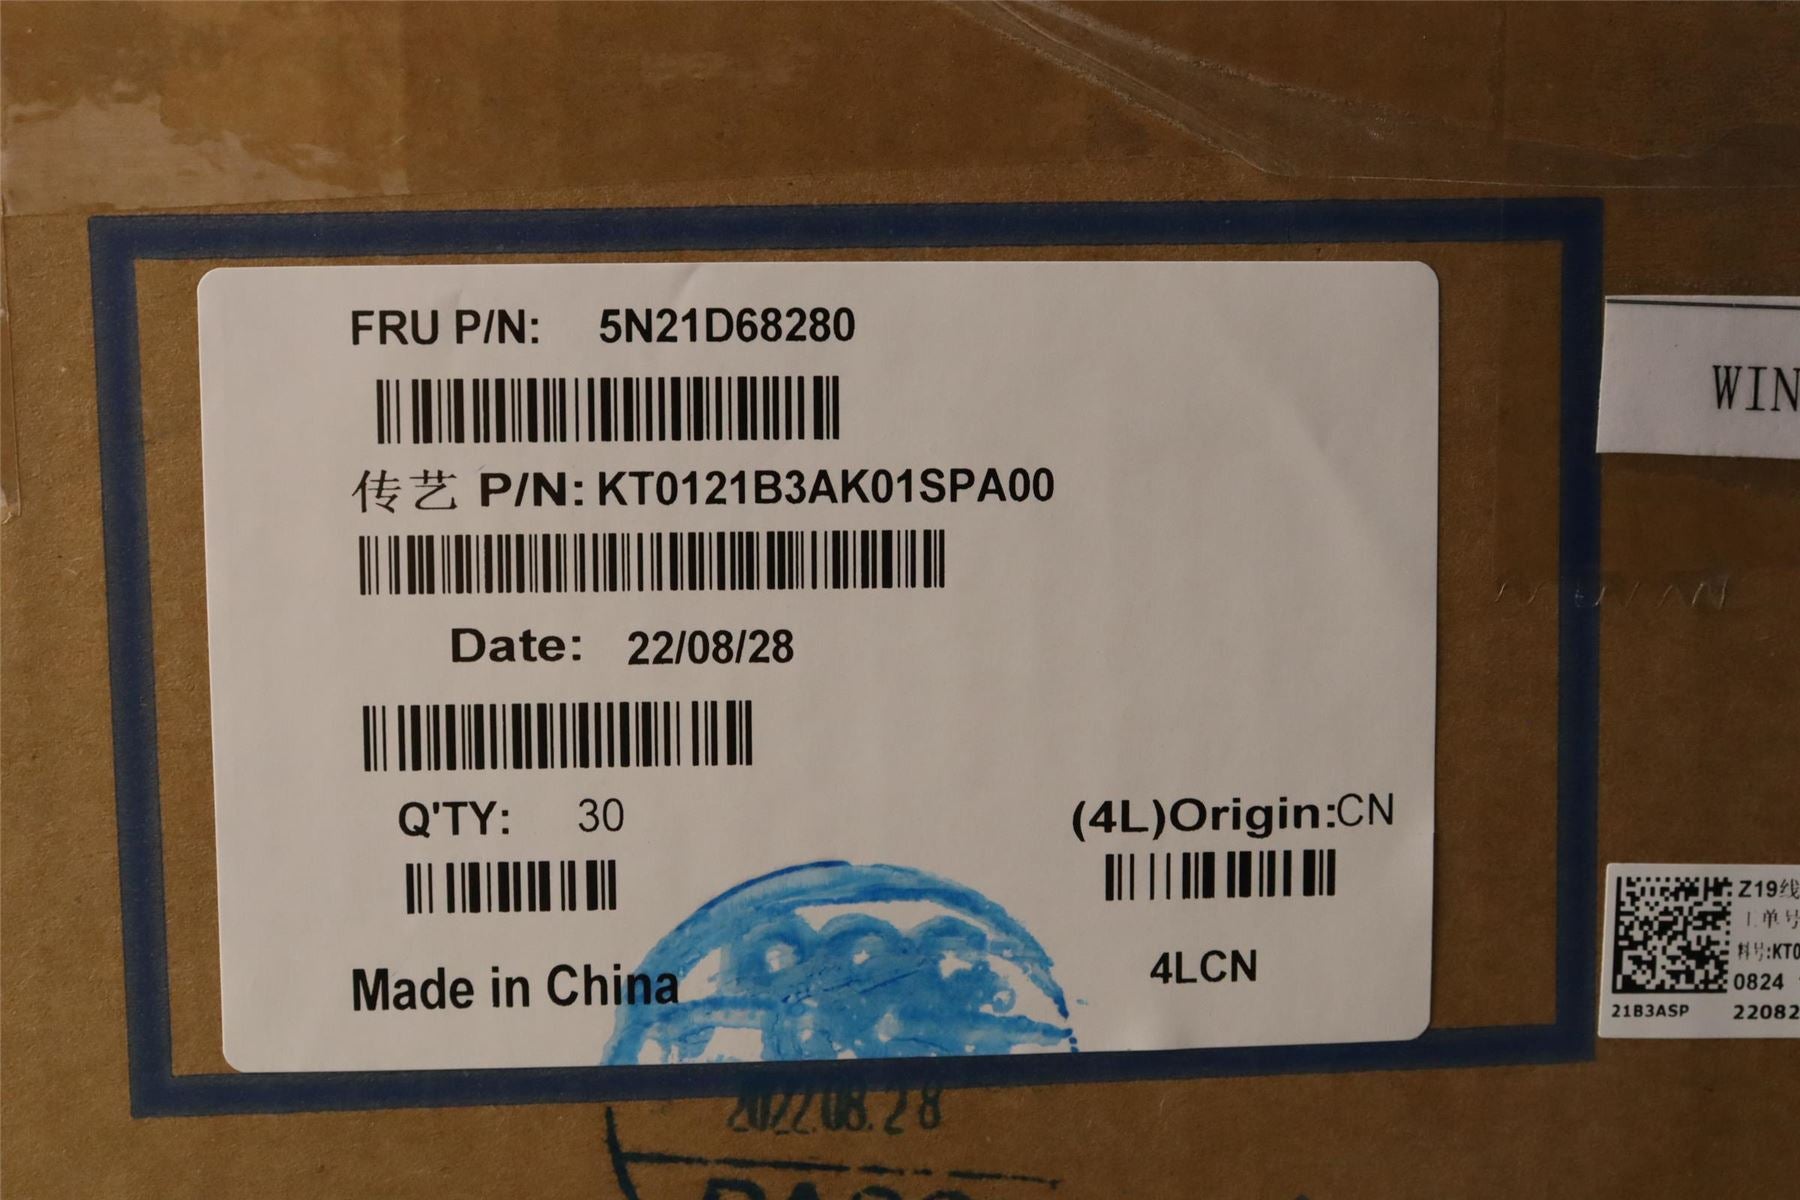 FRU P/N: 5N21D68280
传艺 P/N: KT0121B3AK01SPA00
Date: 22/08/28
Q'TY: 30
(4L)Origin:CN
Made in China
4LCN
2022.08.28
WIN
Z19线
工单号
料号:KT0
0824
21B3ASP
22082